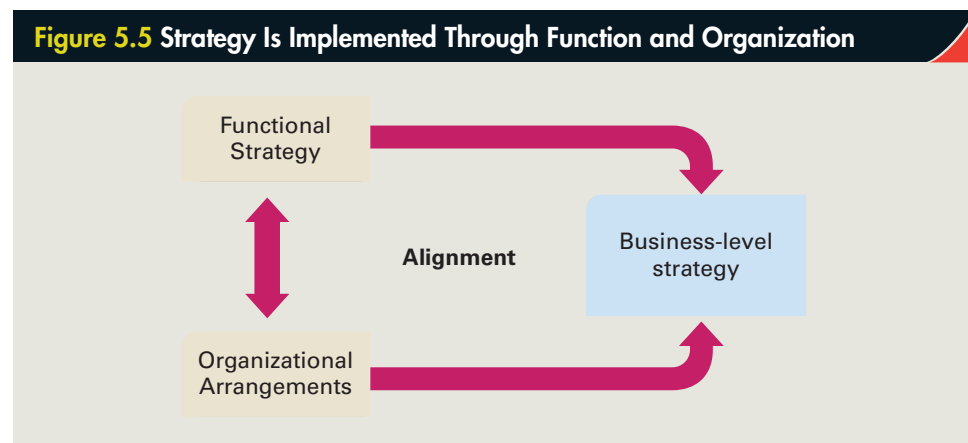 Figure 5.5 Strategy Is Implemented Through Function and Organization
Functional
Strategy
Alignment
Business-level
strategy
Organizational
Arrangements